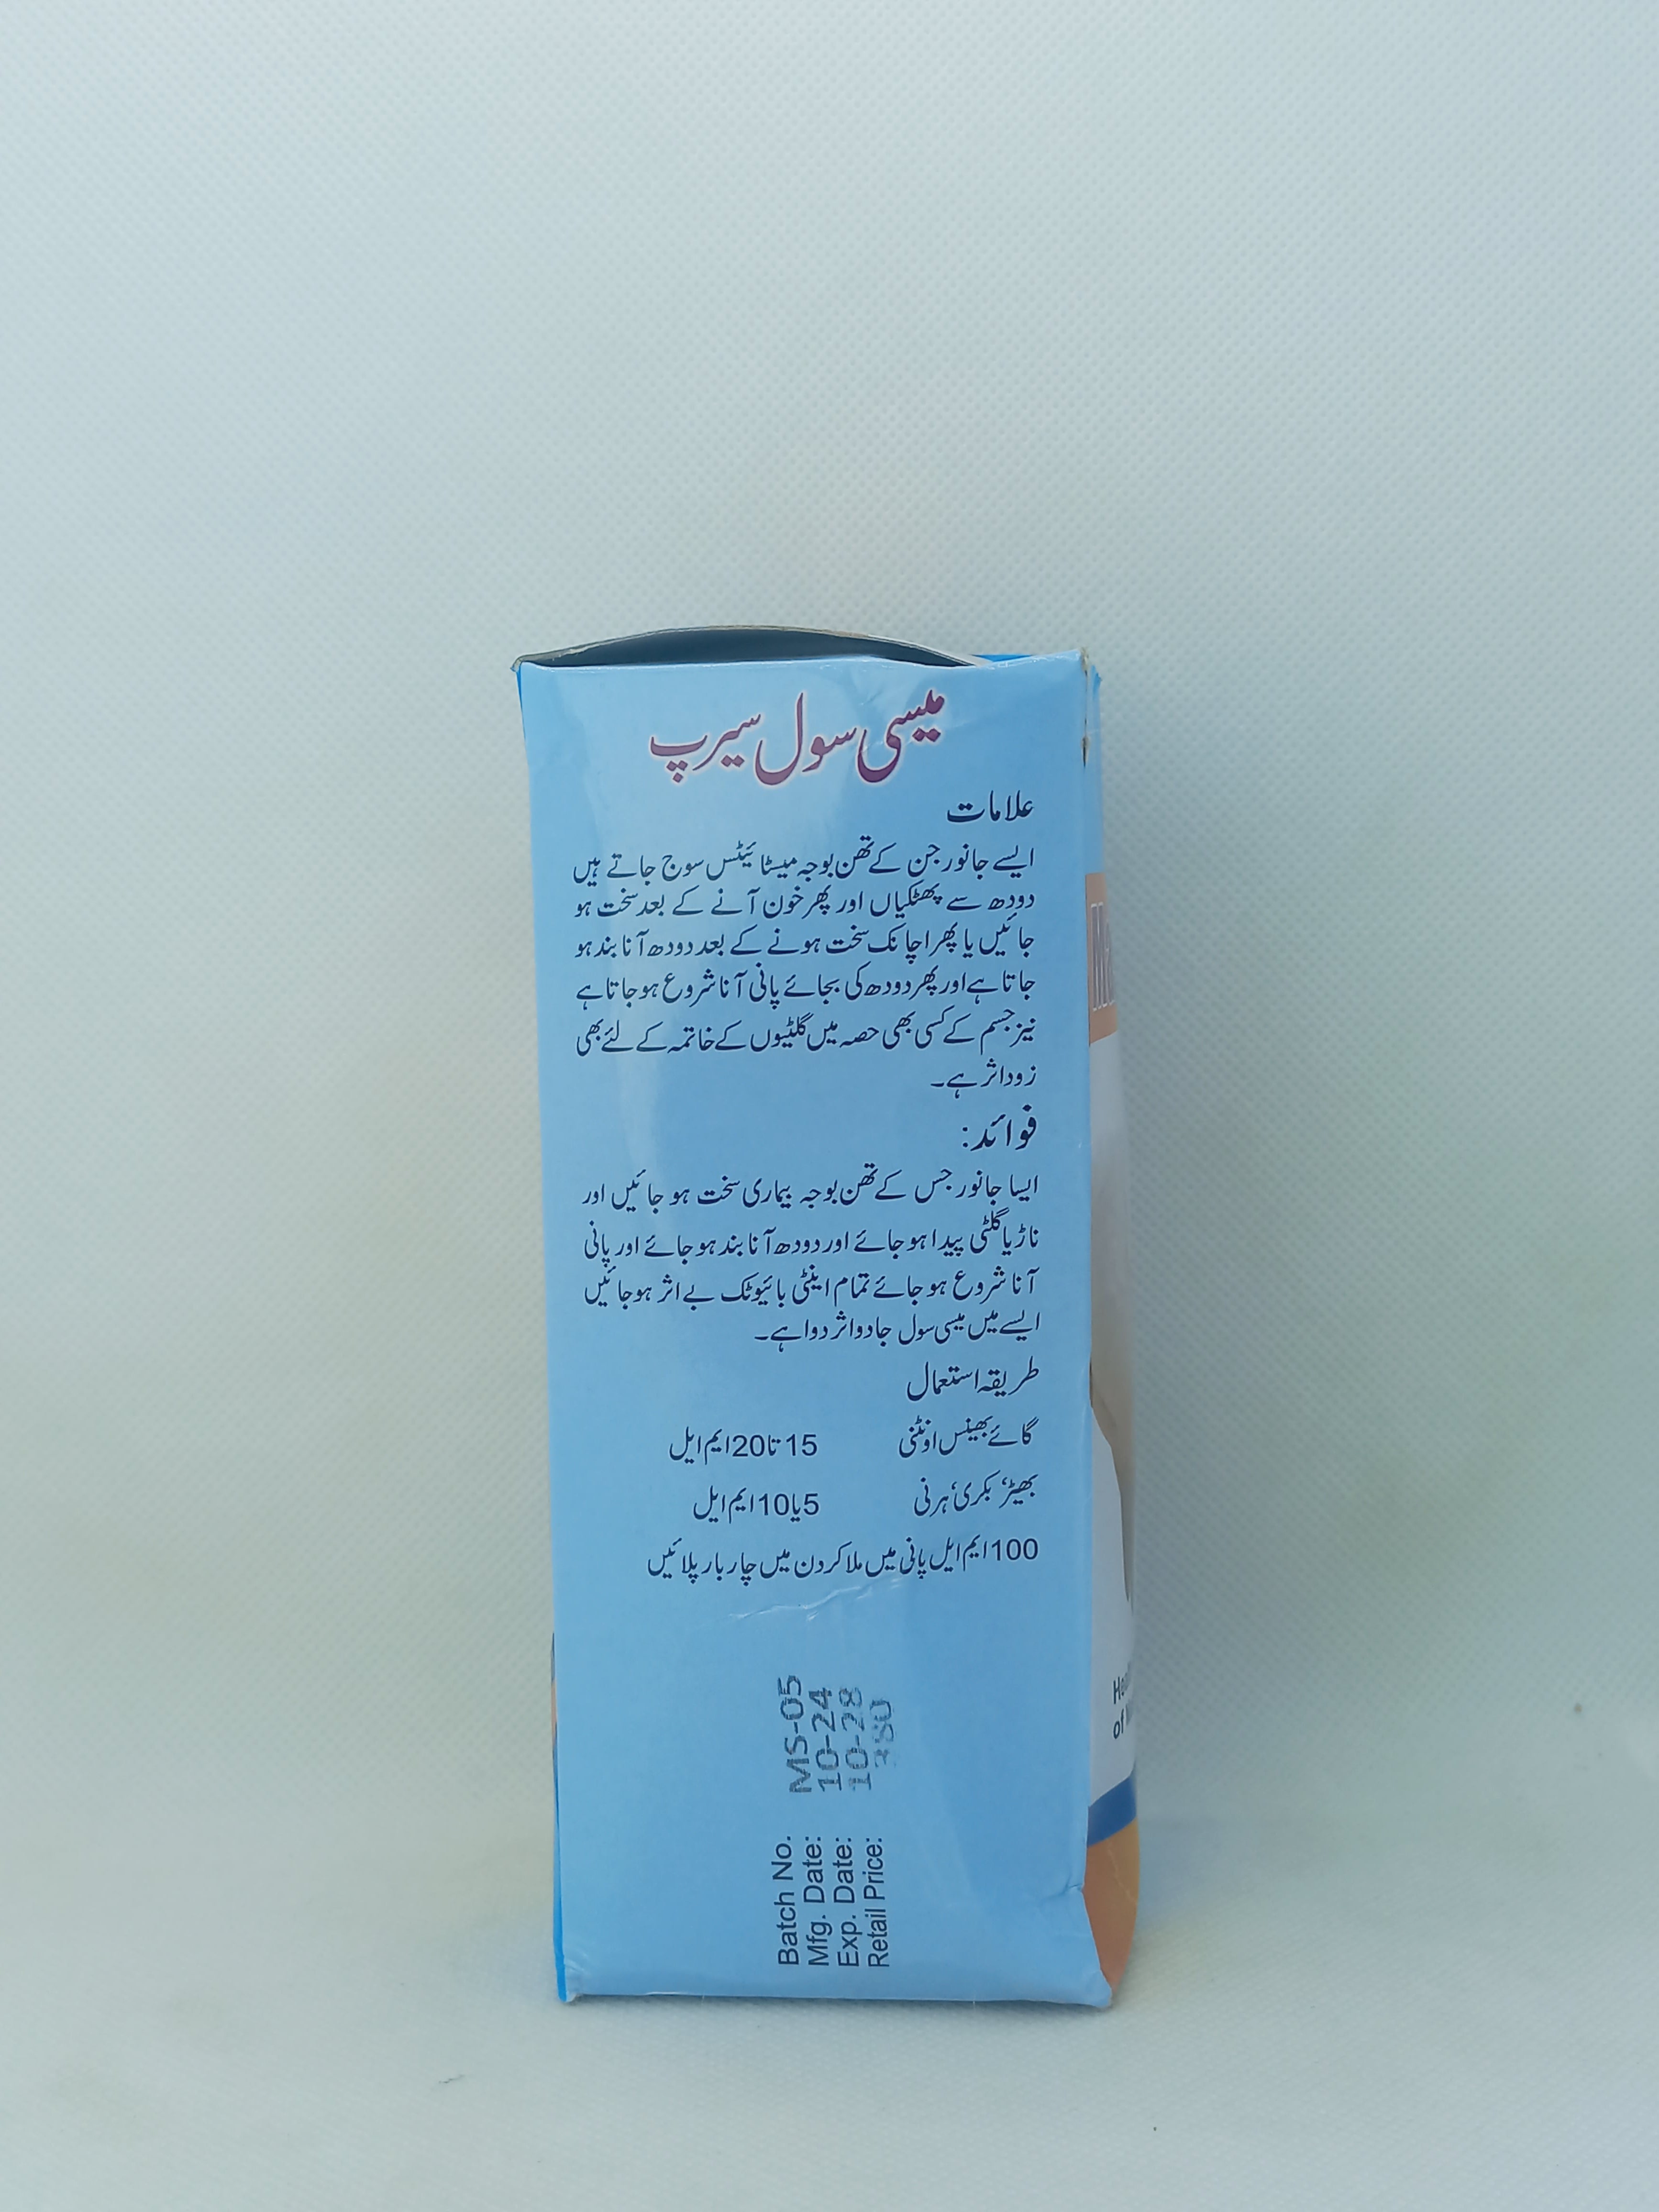 میسی سول سیرپ
علامات
ایسے جانور جن کے تھن بوجہ میسٹائیٹس سوج جاتے ہیں
دودھ سے پھٹکیاں اور پھر خون آنے کے بعد سخت ہو
جائیں یا پھر اچانک سخت ہونے کے بعد دودھ آنا بند ہو
جاتا ہے اور پھر دودھ کی بجائے پانی آنا شروع ہو جاتا ہے
نیز جسم کے کسی بھی حصہ میں گلٹیوں کے خاتمہ کے لئے بھی
زود اثر ہے۔
فوائد:
ایسا جانور جس کے تھن بوجہ بیماری سخت ہو جائیں اور
ناڑ یا گلٹی پیدا ہو جائے اور دودھ آنا بند ہو جائے اور پانی
آنا شروع ہو جائے تمام اینٹی بائیوٹک بے اثر ہو جائیں
ایسے میں میسی سول جادو اثر دوا ہے۔
طریقہ استعمال
گائے بھینس اونٹنی 15 تا 20 ایم ایل
بھیڑ، بکری، ہرنی 5 یا 10 ایم ایل
100 ایم ایل پانی میں ملا کر دن میں چار بار پلائیں
Batch No. MS-05
Mfg. Date: 10-24
Exp. Date: 10-28
Retail Price: 380
of